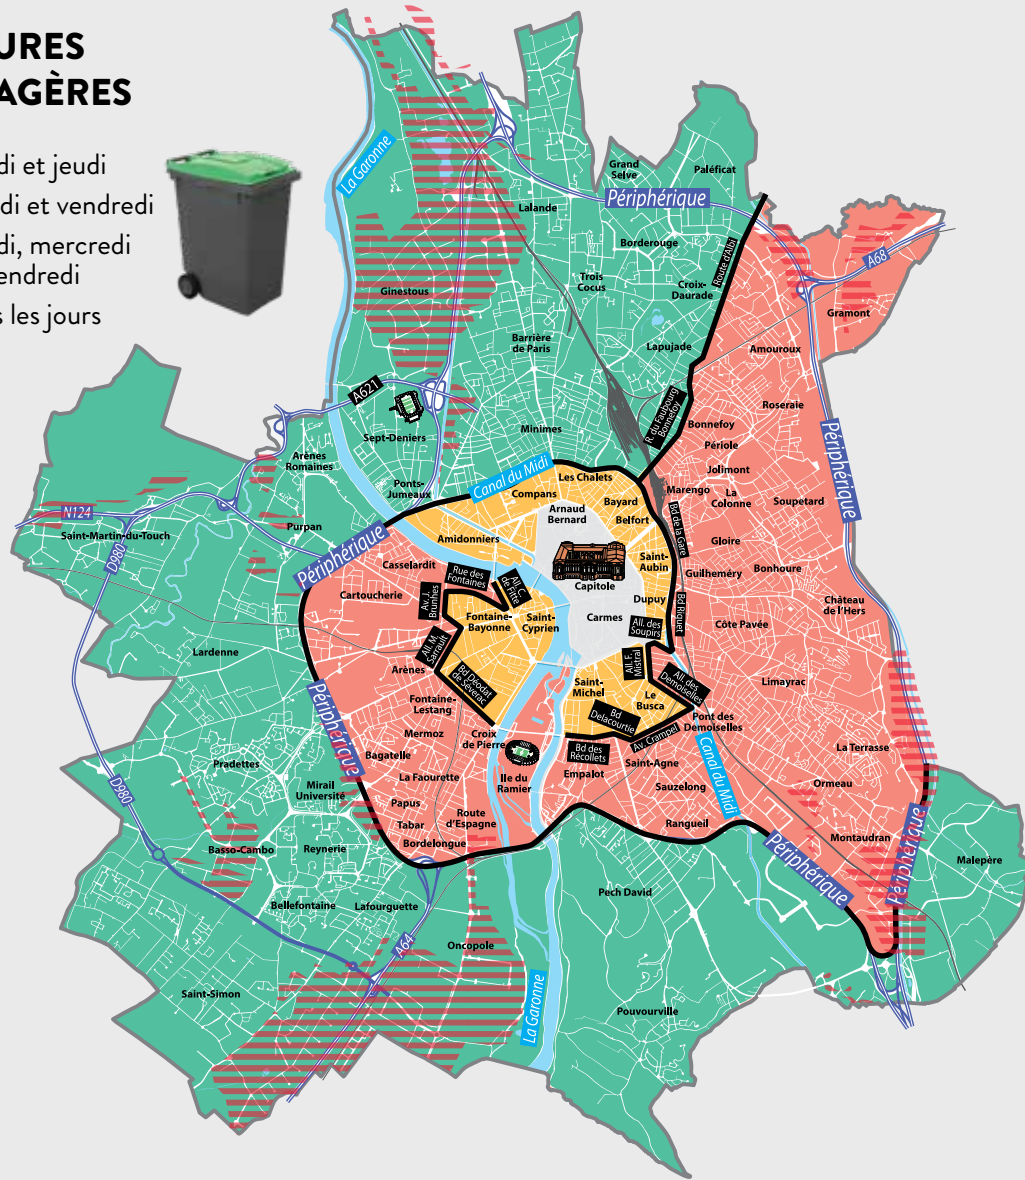 URES
AGÈRES
di et jeudi
di et vendredi
di, mercredi
endredi
s les jours
La Garonne
Grand
Selve
Paléficat
Périphérique
Lalande
Borderouge
Route d'Albi
A68
Trois
Cocus
Croix-
Daurade
Ginestous
Gramont
Barrière
de Paris
Lapujade
Amouroux
A621
Roseraie
Sept-Deniers
Minimes
R. du Faubourg
Bonnefoy
Bonnefoy
Périole
Périphérique
Arènes
Romaines
Jolimont
Canal du Midi
Les Chalets
Ponts-
Jumeaux
Compans
Bayard
Marengo
La
Colonne
Soupetard
N124
Arnaud
Bernard
Belfort
Bd de la Gare
Saint-Martin-du-Touch
Purpan
Périphérique
Amidonniers
Gloire
D980
Casselardit
Rue des
Fontaines
All. C.
de Fitte
Capitole
Saint-
Aubin
Guilheméry
Bonhoure
Cartoucherie
Av. J.
Brunhes
Dupuy
Bd Riquet
Château
de l'Hers
Fontaine-
Bayonne
Saint-
Cyprien
Carmes
All. des
Soupirs
Côte Pavée
Lardenne
All. M.
Sarrault
Arènes
Bd Déodat
de Séverac
Saint-
Michel
All. F.
Mistral
All. des
Demoiselles
Limayrac
Périphérique
Fontaine-
Lestang
Le
Busca
Bd
Delacourtie
Pont des
Demoiselles
Mermoz
Croix
de Pierre
Av. Crampel
Bagatelle
Bd des
Récollets
Saint-Agne
Canal du Midi
La Terrasse
Pradettes
La Faourette
Ile du
Ramier
Empalot
Sauzelong
Ormeau
D980
Mirail
Université
Papus
Route
d'Espagne
Tabar
Rangueil
Montaudran
Basso-Cambo
Reynerie
Bordelongue
Périphérique
Périphérique
Malepère
Bellefontaine
Lafourguette
Pech David
A64
Oncopole
Saint-Simon
La Garonne
Pouvourville